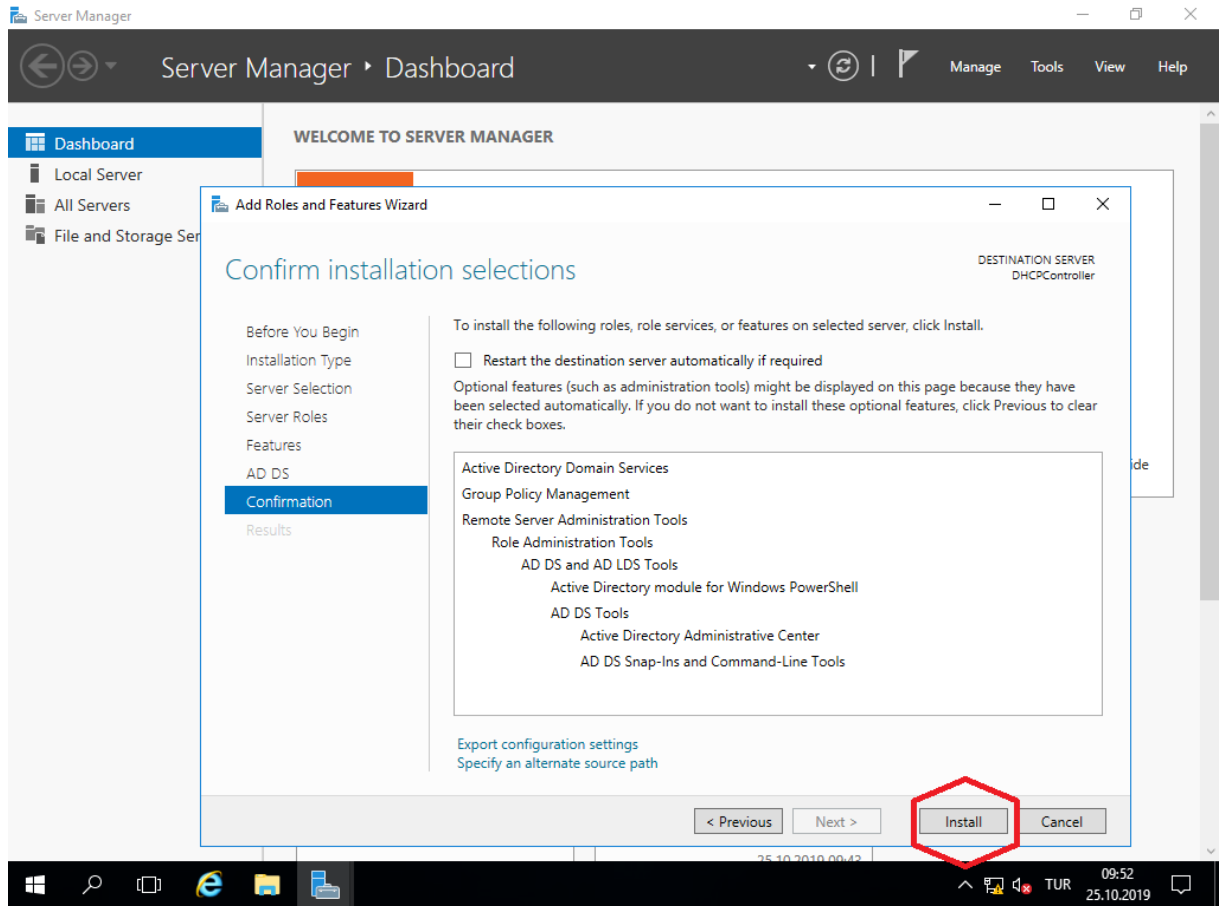 Server Manager
Server Manager • Dashboard
Manage Tools View Help
Dashboard
Local Server
All Servers
File and Storage Ser
WELCOME TO SERVER MANAGER
Add Roles and Features Wizard
Confirm installation selections
DESTINATION SERVER
DHCPController
Before You Begin
Installation Type
Server Selection
Server Roles
Features
AD DS
Confirmation
Results
To install the following roles, role services, or features on selected server, click Install.
Restart the destination server automatically if required
Optional features (such as administration tools) might be displayed on this page because they have
been selected automatically. If you do not want to install these optional features, click Previous to clear
their check boxes.
Active Directory Domain Services
Group Policy Management
Remote Server Administration Tools
Role Administration Tools
AD DS and AD LDS Tools
Active Directory module for Windows PowerShell
AD DS Tools
Active Directory Administrative Center
AD DS Snap-Ins and Command-Line Tools
Export configuration settings
Specify an alternate source path
< Previous Next > Install Cancel
ide
25.10.2019 09:43
TUR
09:52
25.10.2019